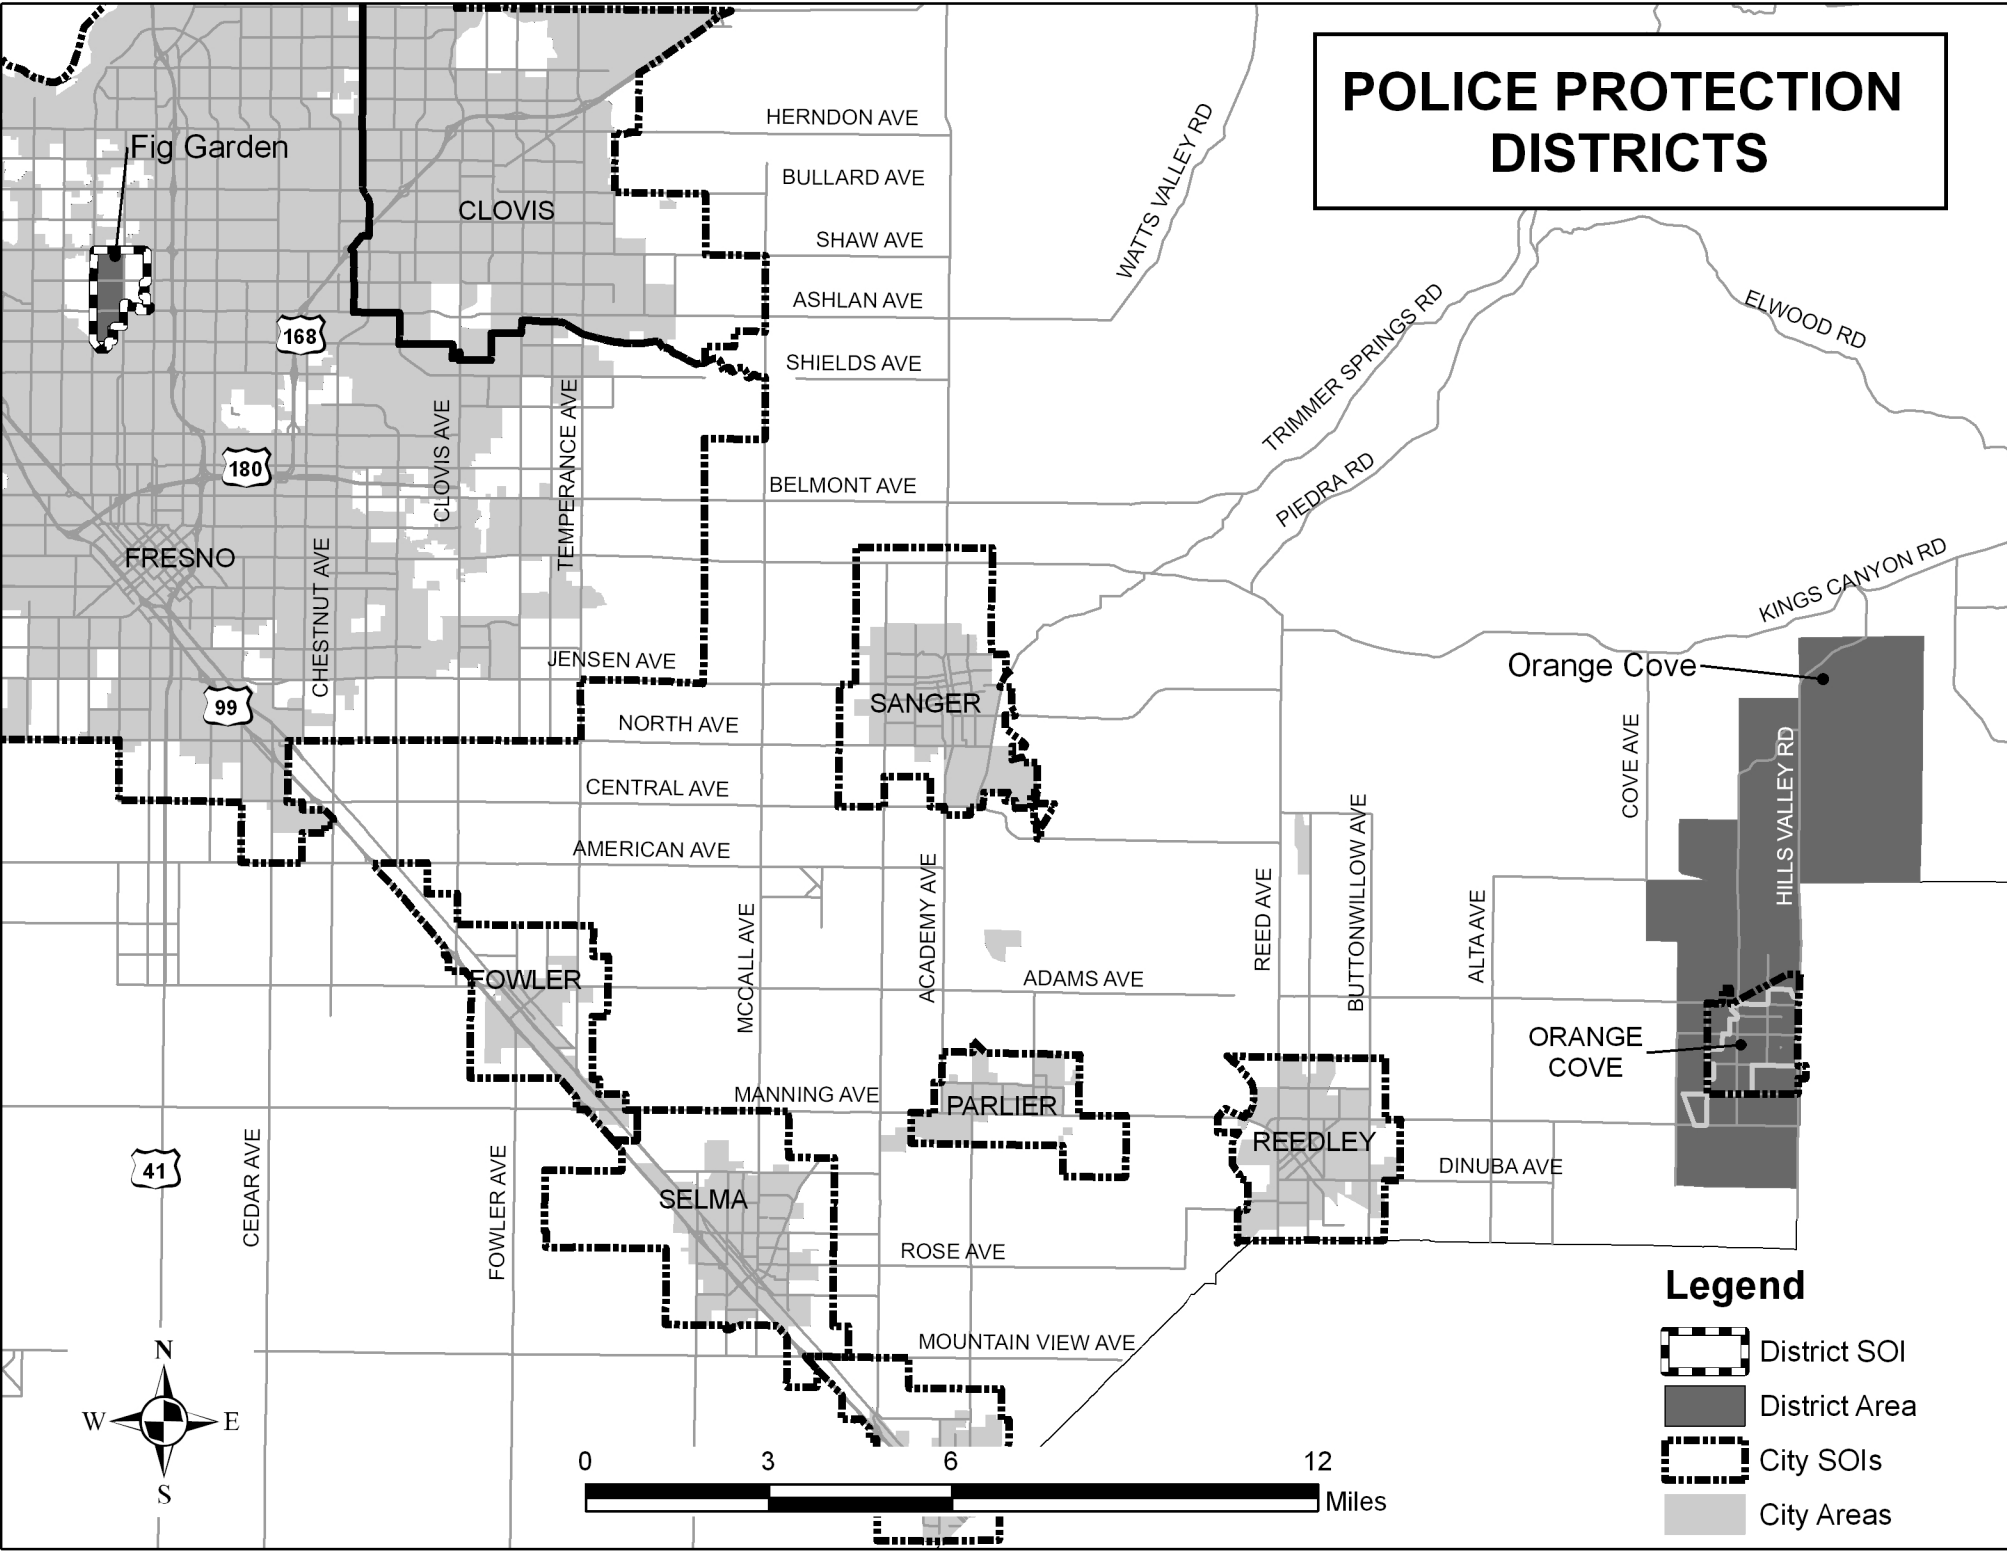 POLICE PROTECTION
DISTRICTS
HERNDON AVE
Fig Garden
BULLARD AVE
WATTS VALLEY RD
CLOVIS
SHAW AVE
ASHLAN AVE
TRIMMER SPRINGS RD
ELWOOD RD
168
SHIELDS AVE
CLOVIS AVE
TEMPERANCE AVE
180
BELMONT AVE
PIEDRA RD
FRESNO
CHESTNUT AVE
KINGS CANYON RD
JENSEN AVE
Orange Cove
99
SANGER
NORTH AVE
COVE AVE
HILLS VALLEY RD
CENTRAL AVE
AMERICAN AVE
BUTTONWILLOW AVE
REED AVE
ALTA AVE
ACADEMY AVE
MCCALL AVE
FOWLER
ADAMS AVE
ORANGE
COVE
MANNING AVE
PARLIER
REEDLEY
41
CEDAR AVE
FOWLER AVE
DINUBA AVE
SELMA
ROSE AVE
MOUNTAIN VIEW AVE
Legend
District SOI
District Area
City SOIs
City Areas
N
W E
S
0 3 6 12
Miles